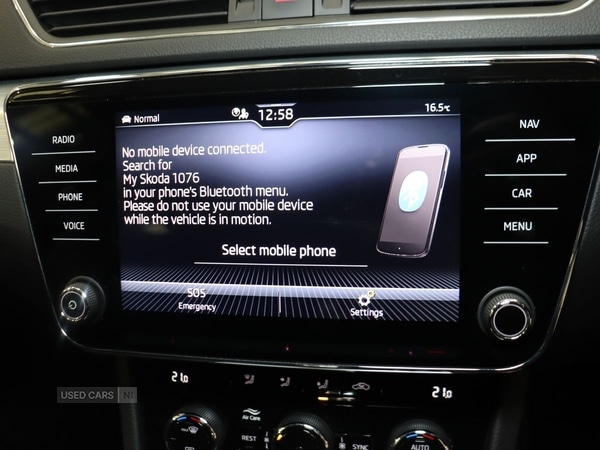 Normal 12:58 16.5°C
RADIO
MEDIA
PHONE
VOICE
No mobile device connected.
Search for
My Skoda 1076
in your phone's Bluetooth menu.
Please do not use your mobile device
while the vehicle is in motion.
Select mobile phone
SOS
Emergency
Settings
NAV
APP
CAR
MENU
21.0 21.0
USED CARS NI
Air Care
REST
SYNC
AUTO